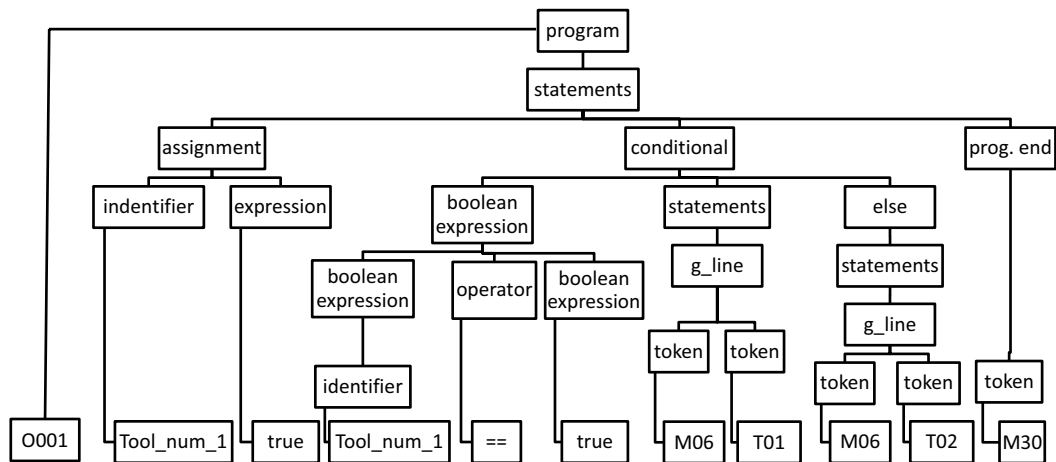 program
statements
assignment
conditional
prog. end
indentifier
expression
boolean
expression
statements
else
boolean
expression
operator
boolean
expression
g_line
statements
g_line
token
token
identifier
token
token
token
O001
Tool_num_1
true
Tool_num_1
==
true
M06
T01
M06
T02
M30